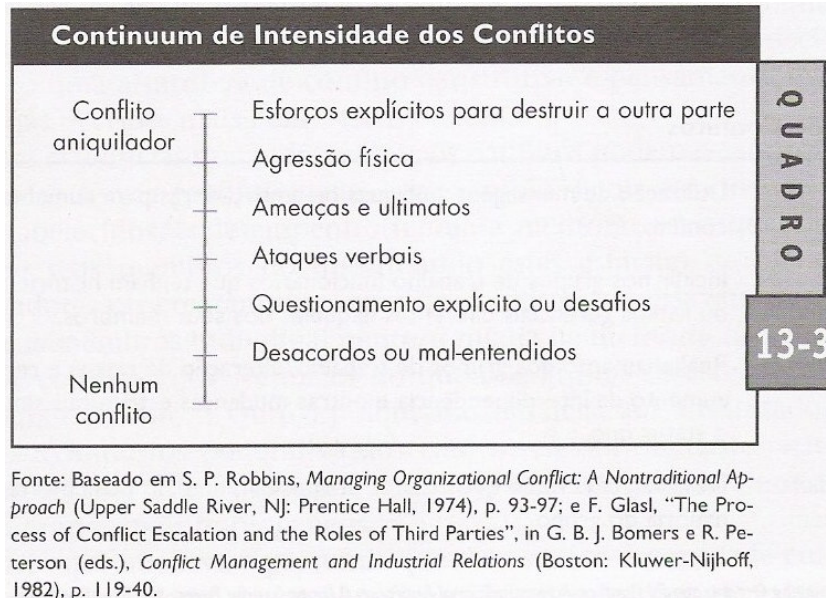 Continuum de Intensidade dos Conflitos
Conflito
aniquilador
Esforços explícitos para destruir a outra parte
Agressão física
Ameaças e ultimatos
Ataques verbais
Questionamento explícito ou desafios
Desacordos ou mal-entendidos
Nenhum
conflito
QUADRO
13-3
Fonte: Baseado em S. P. Robbins, Managing Organizational Conflict: A Nontraditional Ap-
proach (Upper Saddle River, NJ: Prentice Hall, 1974), p. 93-97; e F. Glasl, “The Pro-
cess of Conflict Escalation and the Roles of Third Parties”, in G. B. J. Bomers e R. Pe-
terson (eds.), Conflict Management and Industrial Relations (Boston: Kluwer-Nijhoff,
1982), p. 119-40.